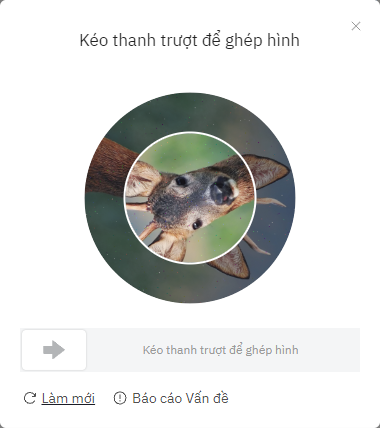 Kéo thanh trượt để ghép hình
Kéo thanh trượt để ghép hình
Làm mới
Báo cáo Vấn đề